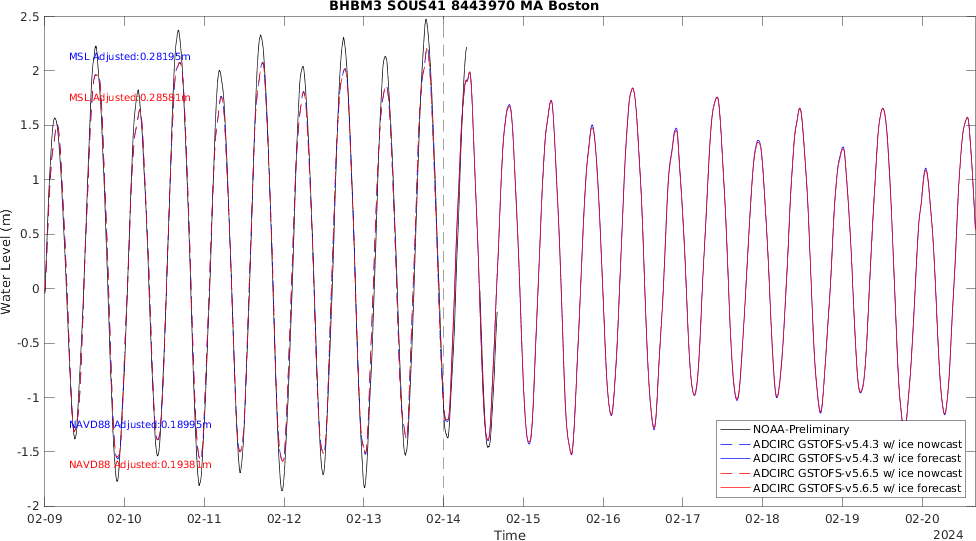 BHBM3 SOUS41 8443970 MA Boston
2.5
2
1.5
1
0.5
0
-0.5
-1
-1.5
-2
Water Level (m)
MSL Adjusted:0.28195m
MSL Adjusted:0.28581m
NAVD88 Adjusted:0.18995m
NAVD88 Adjusted:0.19381m
NOAA-Preliminary
ADCIRC GSTOFS-v5.4.3 w/ ice nowcast
ADCIRC GSTOFS-v5.4.3 w/ ice forecast
ADCIRC GSTOFS-v5.6.5 w/ ice nowcast
ADCIRC GSTOFS-v5.6.5 w/ ice forecast
02-09 02-10 02-11 02-12 02-13 02-14 02-15 02-16 02-17 02-18 02-19 02-20
Time
2024